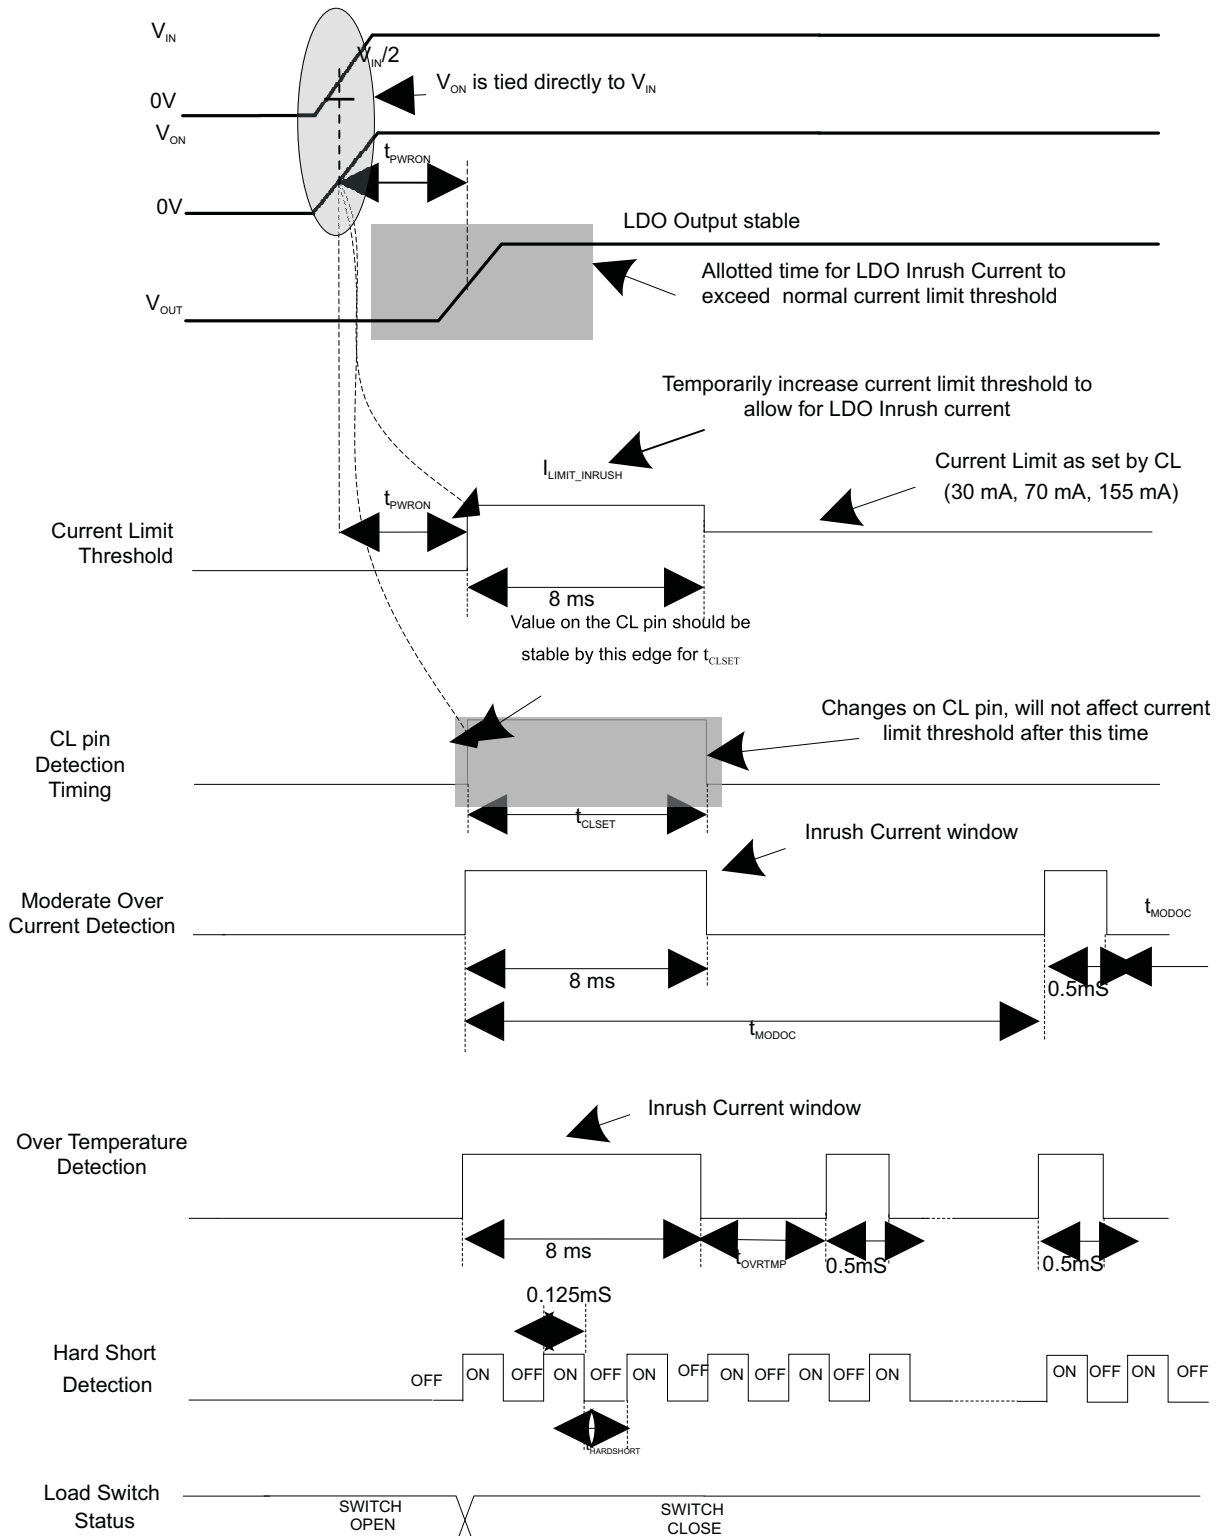 VIN
VIN/2
VON is tied directly to VIN
0V
VON
tPWRON
0V
LDO Output stable
Allotted time for LDO Inrush Current to
exceed normal current limit threshold
VOUT
Temporarily increase current limit threshold to
allow for LDO Inrush current
ILIMIT_INRUSH
Current Limit as set by CL
(30 mA, 70 mA, 155 mA)
tPWRON
Current Limit
Threshold
8 ms
Value on the CL pin should be
stable by this edge for tCLSET
Changes on CL pin, will not affect current
limit threshold after this time
CL pin
Detection
Timing
tCLSET
Inrush Current window
Moderate Over
Current Detection
tMODOC
8 ms
0.5mS
tMODOC
Inrush Current window
Over Temperature
Detection
8 ms
tOVRTMP
0.5mS
0.5mS
0.125mS
Hard Short
Detection
OFF
ON
OFF
ON
OFF
ON
OFF
ON
OFF
ON
OFF
ON
ON
OFF
ON
OFF
tHARDSHORT
Load Switch
Status
SWITCH
OPEN
SWITCH
CLOSE